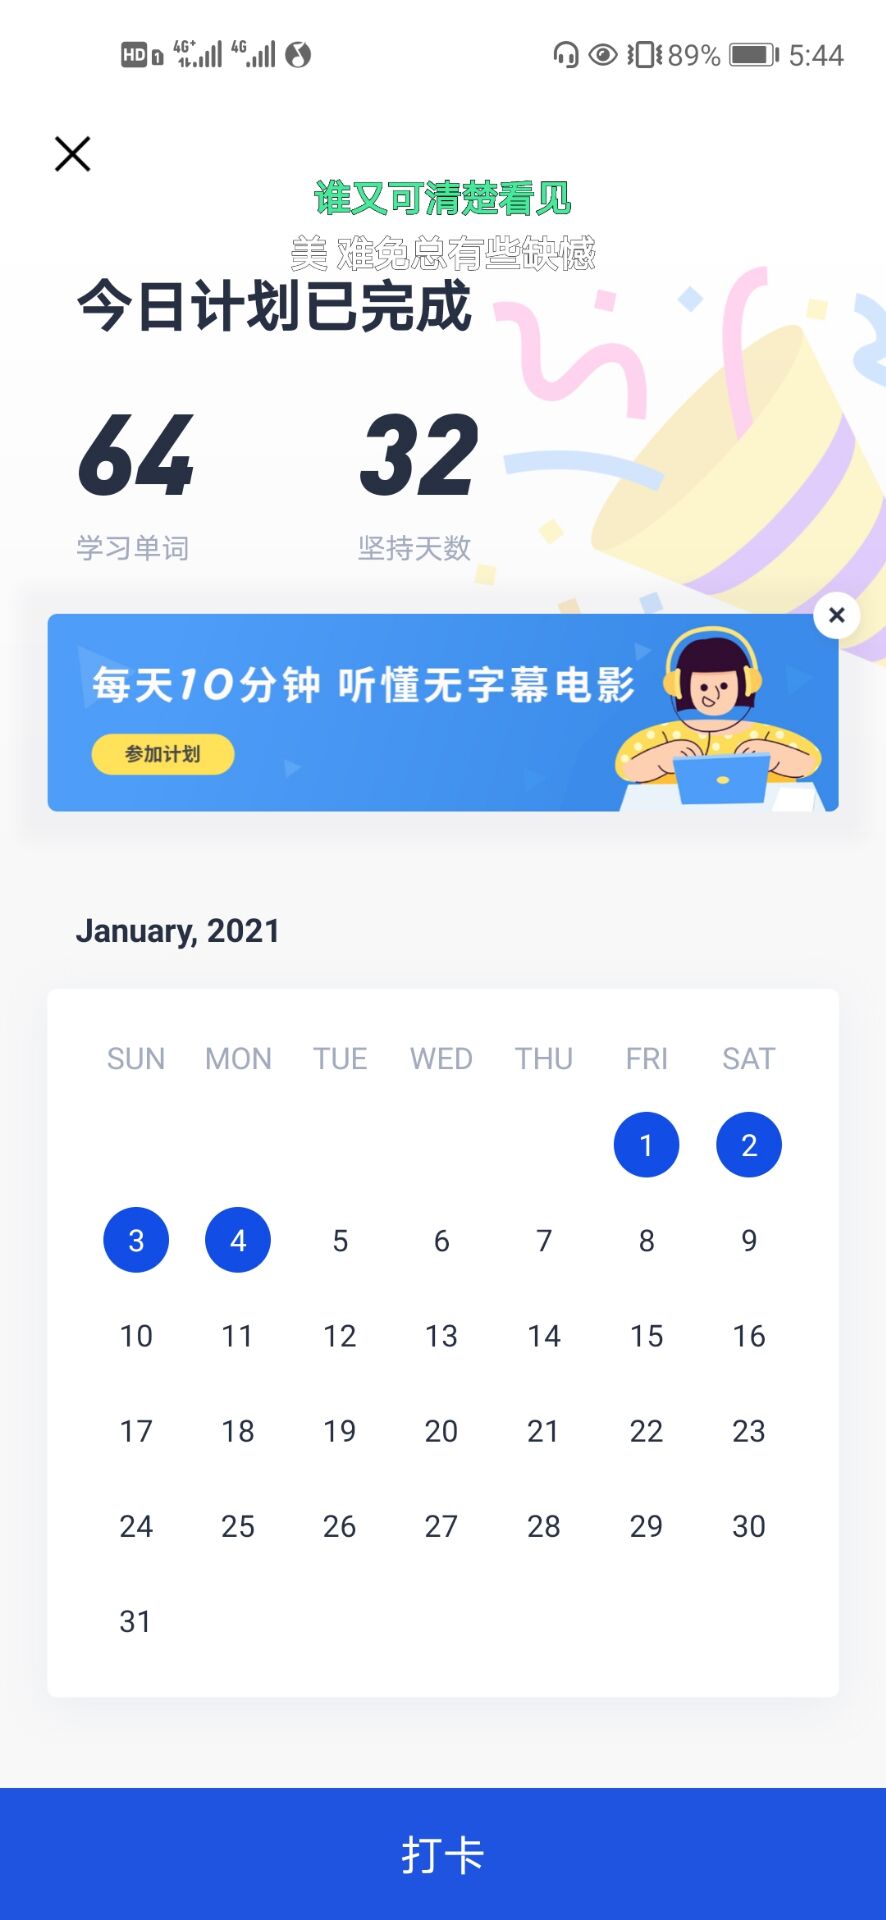 HD 1 4G+ 4G 89% 5:44
谁又可清楚看见
美 难免总有些缺憾
今日计划已完成
64 32
学习单词 坚持天数
每天10分钟 听懂无字幕电影
参加计划
January, 2021
SUN MON TUE WED THU FRI SAT
1 2
3 4 5 6 7 8 9
10 11 12 13 14 15 16
17 18 19 20 21 22 23
24 25 26 27 28 29 30
31
打卡